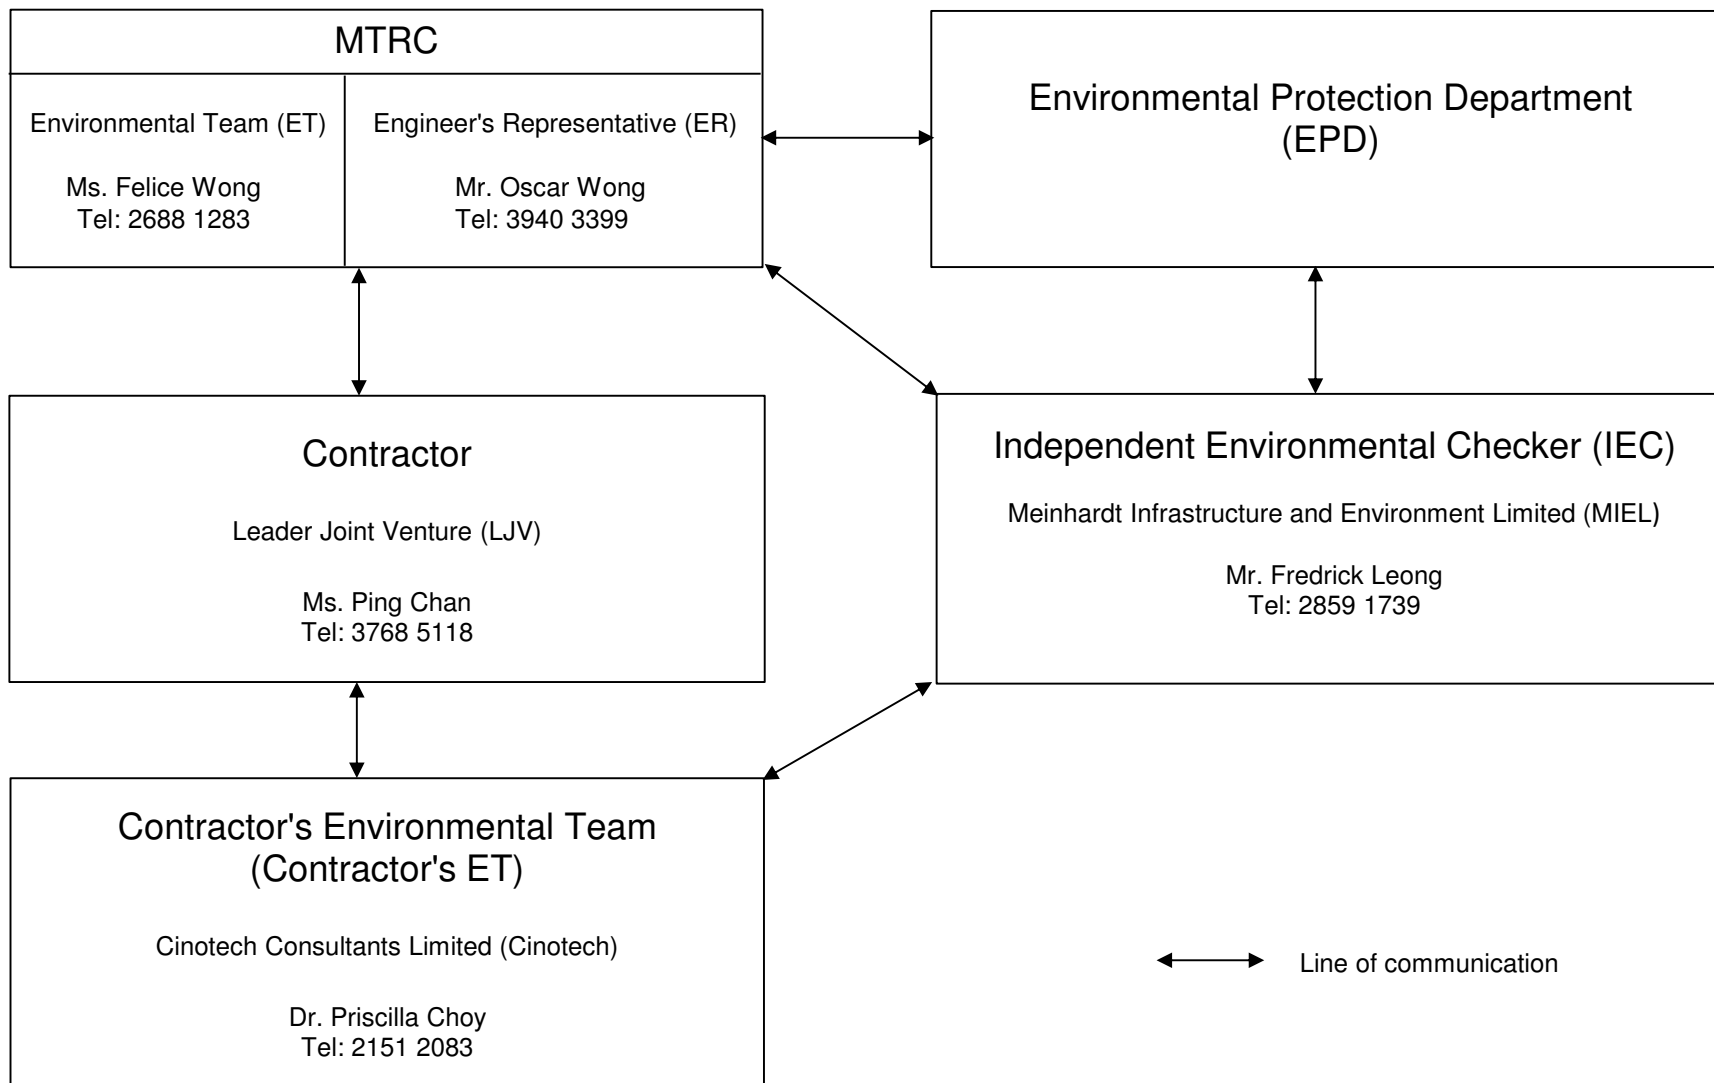 MTRC
Environmental Team (ET)
Ms. Felice Wong
Tel: 2688 1283
Engineer's Representative (ER)
Mr. Oscar Wong
Tel: 3940 3399
Environmental Protection Department
(EPD)
Contractor
Leader Joint Venture (LJV)
Ms. Ping Chan
Tel: 3768 5118
Independent Environmental Checker (IEC)
Meinhardt Infrastructure and Environment Limited (MIEL)
Mr. Fredrick Leong
Tel: 2859 1739
Contractor's Environmental Team
(Contractor's ET)
Cinotech Consultants Limited (Cinotech)
Dr. Priscilla Choy
Tel: 2151 2083
Line of communication